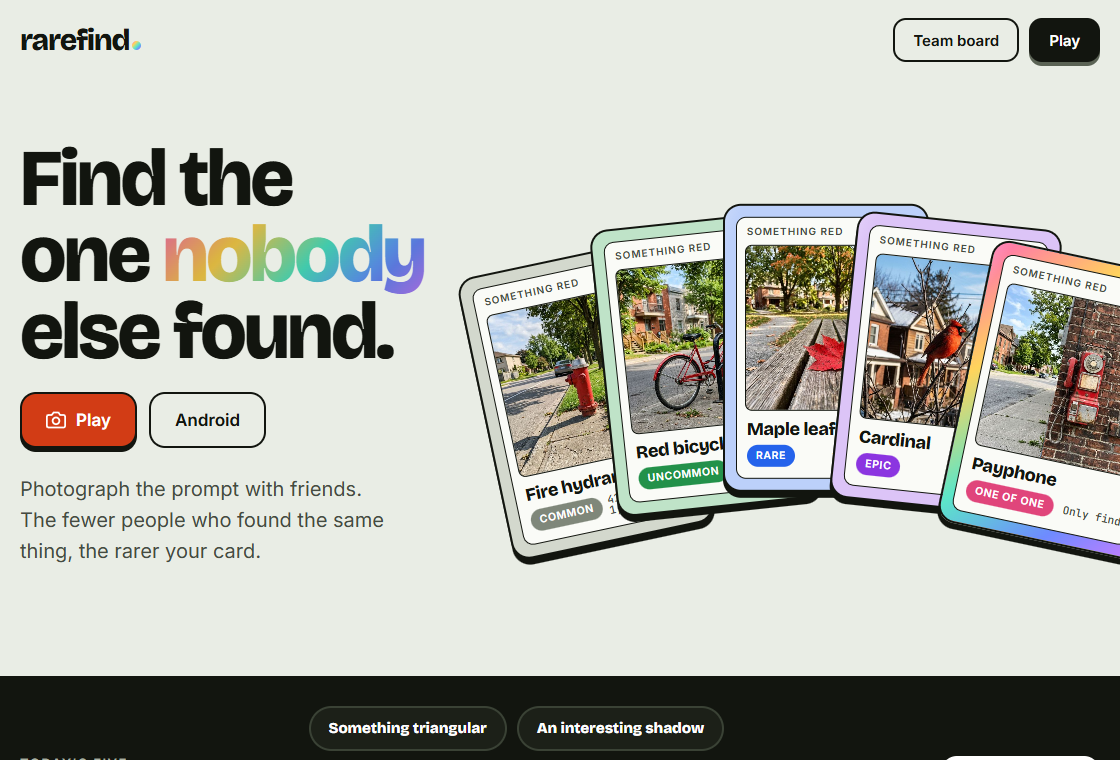 rarefind.
Team board
Play
Find the
one nobody
else found.
Play
Android
Photograph the prompt with friends.
The fewer people who found the same
thing, the rarer your card.
SOMETHING RED
Fire hydran
COMMON
SOMETHING RED
Red bicycl
UNCOMMON
SOMETHING RED
Maple leaf
RARE
SOMETHING RED
Cardinal
EPIC
SOMETHING RED
Payphone
ONE OF ONE
Only find
Something triangular
An interesting shadow